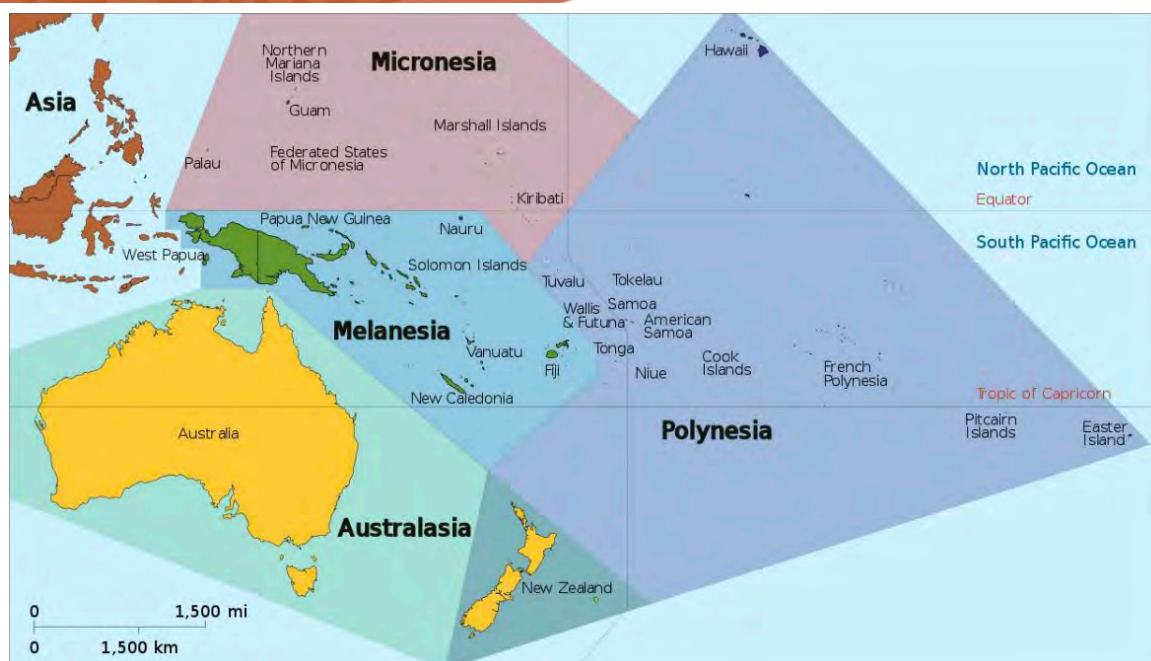 Northern
Mariana
Islands
Micronesia
Hawaii
Asia
Guam
Marshall Islands
Palau
Federated States
of Micronesia
North Pacific Ocean
Kiribati
Equator
Papua New Guinea
Nauru
South Pacific Ocean
West Papua
Solomon Islands
Tuvalu
Tokelau
Wallis
& Futuna
Samoa
American
Samoa
Melanesia
Vanuatu
Tonga
Fiji
Niue
Cook
Islands
French
Polynesia
New Caledonia
Tropic of Capricorn
Australia
Polynesia
Pitcairn
Islands
Easter
Island
Australasia
New Zealand
0 1,500 mi
0 1,500 km